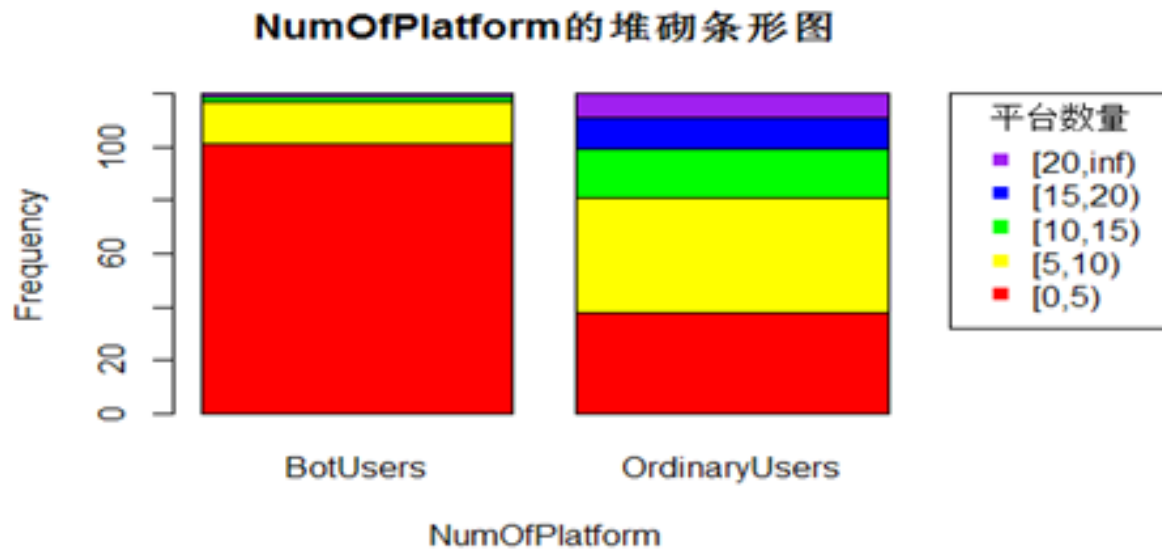 NumOfPlatform的堆砌条形图
Frequency
100
60
20
0
BotUsers
OrdinaryUsers
NumOfPlatform
平台数量
[20,inf)
[15,20)
[10,15)
[5,10)
[0,5)